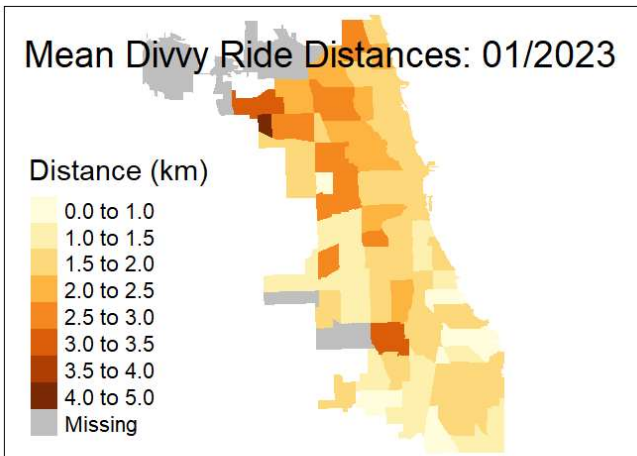 Mean Divvy Ride Distances: 01/2023
Distance (km)
0.0 to 1.0
1.0 to 1.5
1.5 to 2.0
2.0 to 2.5
2.5 to 3.0
3.0 to 3.5
3.5 to 4.0
4.0 to 5.0
Missing